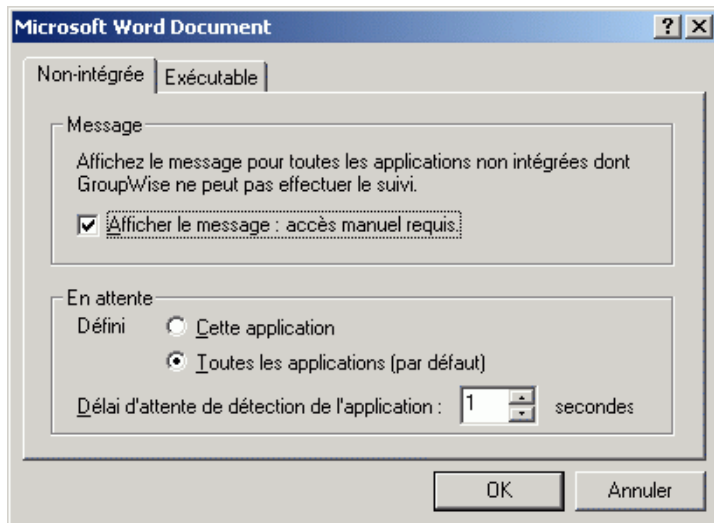 Microsoft Word Document
Non-intégrée Exécutable
Message
Affichez le message pour toutes les applications non intégrées dont
GroupWise ne peut pas effectuer le suivi.
Afficher le message : accès manuel requis.
En attente
Défini Cette application
Toutes les applications (par défaut)
Délai d'attente de détection de l'application : 1 secondes
OK Annuler